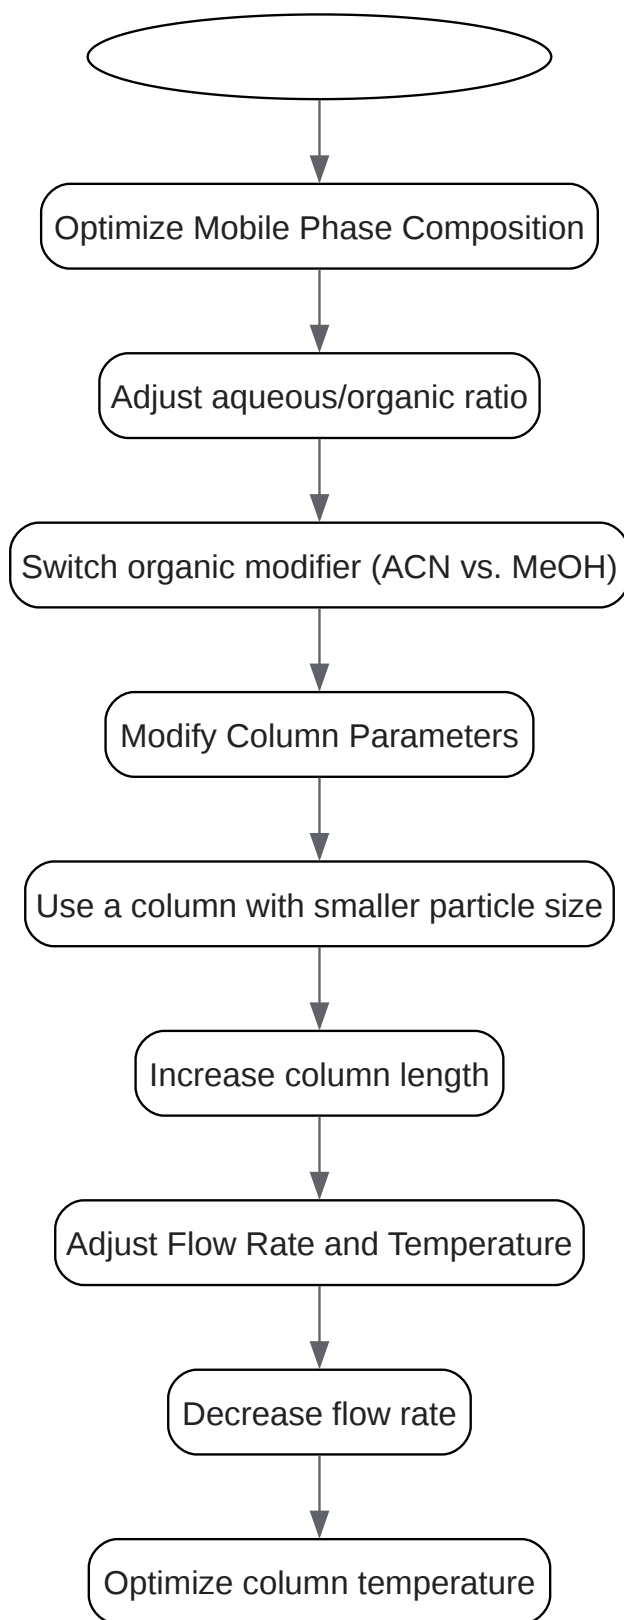 Optimize Mobile Phase Composition
Adjust aqueous/organic ratio
Switch organic modifier (ACN vs. MeOH)
Modify Column Parameters
Use a column with smaller particle size
Increase column length
Adjust Flow Rate and Temperature
Decrease flow rate
Optimize column temperature